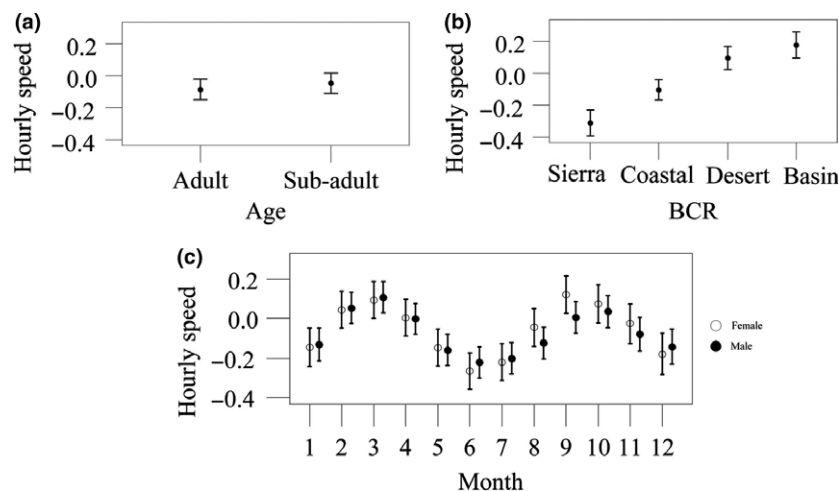 (a)
Hourly speed
0.2
0.0
−0.2
−0.4
Adult Sub-adult
Age
(b)
Hourly speed
0.2
0.0
−0.2
−0.4
Sierra Coastal Desert Basin
BCR
(c)
Hourly speed
0.2
0.0
−0.2
−0.4
1 2 3 4 5 6 7 8 9 10 11 12
Month
Female
Male